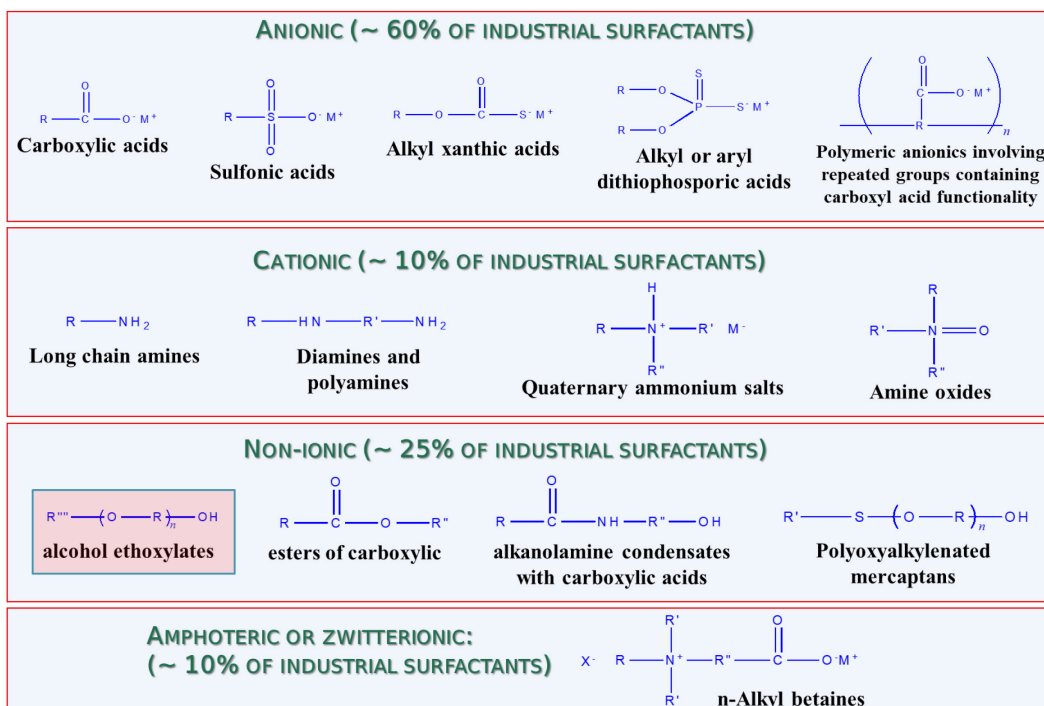 ANIONIC (~ 60% OF INDUSTRIAL SURFACTANTS)
R C O O⁻ M⁺
Carboxylic acids
R S O O O⁻ M⁺
Sulfonic acids
R O C O S⁻ M⁺
Alkyl xanthic acids
R O R O P S S⁻ M⁺
Alkyl or aryl
dithiophosporic acids
C O O⁻ M⁺ R n
Polymeric anionics involving
repeated groups containing
carboxyl acid functionality
CATIONIC (~ 10% OF INDUSTRIAL SURFACTANTS)
R NH₂
Long chain amines
R HN R' NH₂
Diamines and
polyamines
H R N⁺ R' M⁻ R"
Quaternary ammonium salts
R R' N O R"
Amine oxides
NON-IONIC (~ 25% OF INDUSTRIAL SURFACTANTS)
R"" (O R)n OH
alcohol ethoxylates
R C O O R"
esters of carboxylic
R C O NH R" OH
alkanolamine condensates
with carboxylic acids
R' S (O R)n OH
Polyoxyalkylenated
mercaptans
AMPHOTERIC OR ZWITTERIONIC:
(~ 10% OF INDUSTRIAL SURFACTANTS)
X⁻ R N⁺ R' R' R" C O O⁻M⁺
n-Alkyl betaines